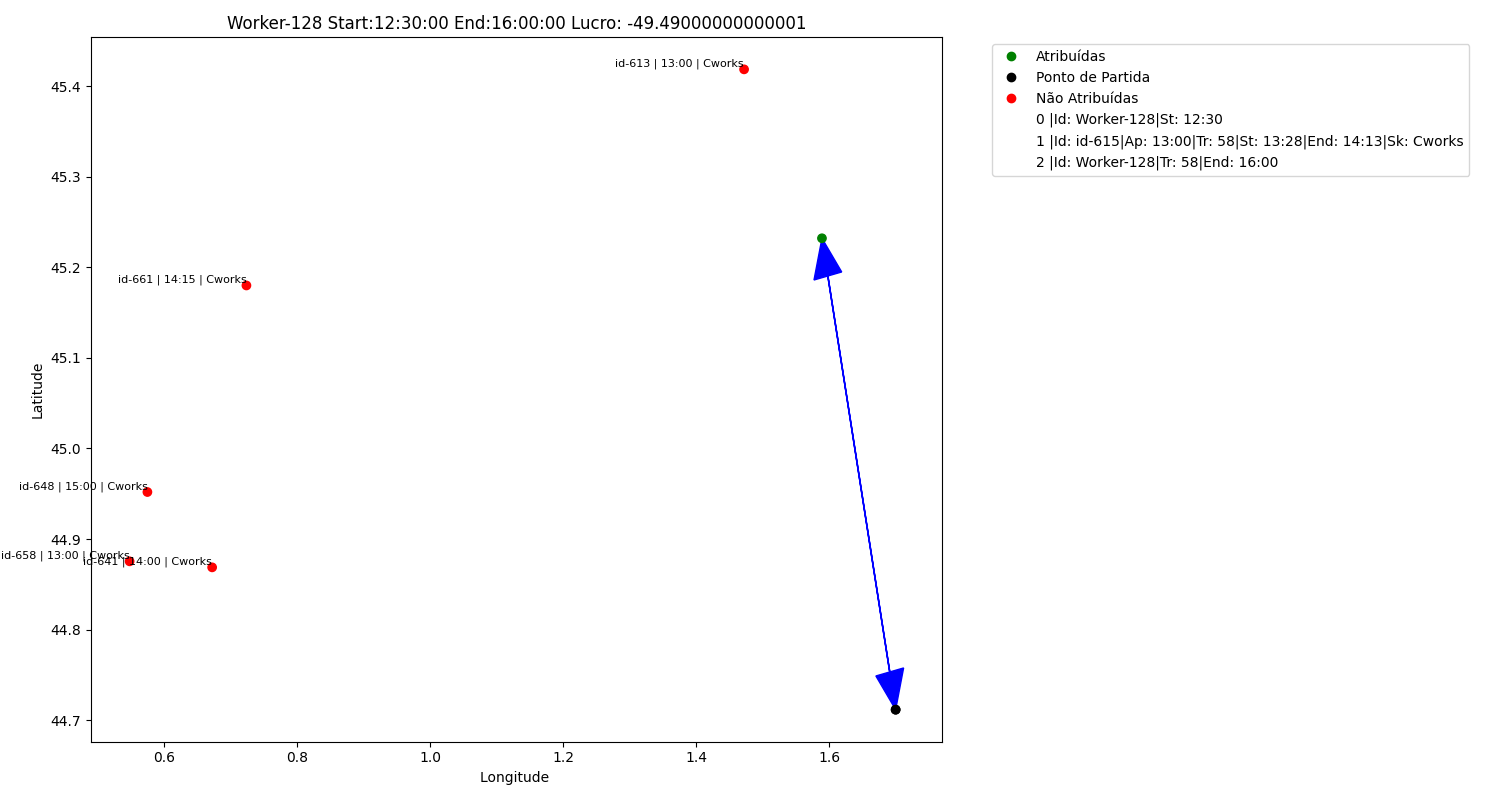 Worker-128 Start:12:30:00 End:16:00:00 Lucro: -49.49000000000001
Atribuídas
Ponto de Partida
Não Atribuídas
0 |Id: Worker-128|St: 12:30
1 |Id: id-615|Ap: 13:00|Tr: 58|St: 13:28|End: 14:13|Sk: Cworks
2 |Id: Worker-128|Tr: 58|End: 16:00
id-613 | 13:00 | Cworks
id-661 | 14:15 | Cworks
id-648 | 15:00 | Cworks
id-658 | 13:00 | Cworks
id-641 | 14:00 | Cworks
Latitude
45.4
45.3
45.2
45.1
45.0
44.9
44.8
44.7
0.6 0.8 1.0 1.2 1.4 1.6
Longitude